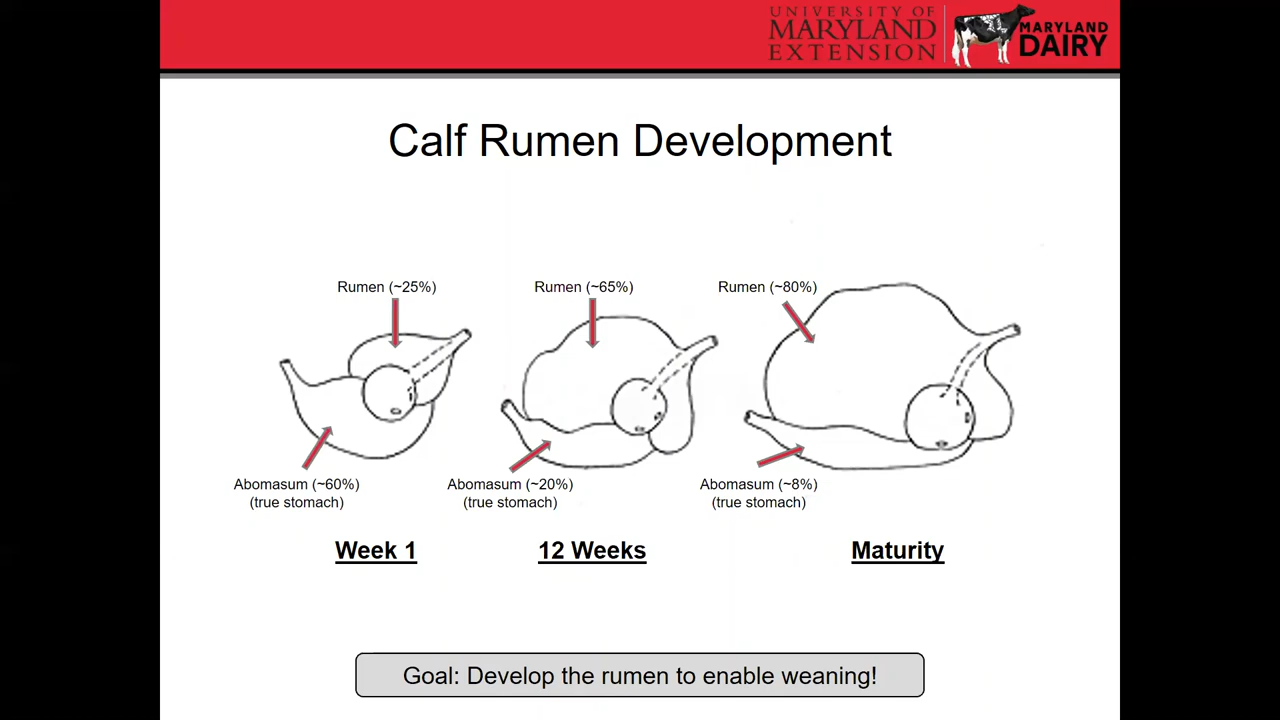 UNIVERSITY OF
MARYLAND
EXTENSION
MARYLAND
DAIRY
Calf Rumen Development
Rumen (~25%)
Rumen (~65%)
Rumen (~80%)
Abomasum (~60%)
(true stomach)
Abomasum (~20%)
(true stomach)
Abomasum (~8%)
(true stomach)
Week 1
12 Weeks
Maturity
Goal: Develop the rumen to enable weaning!